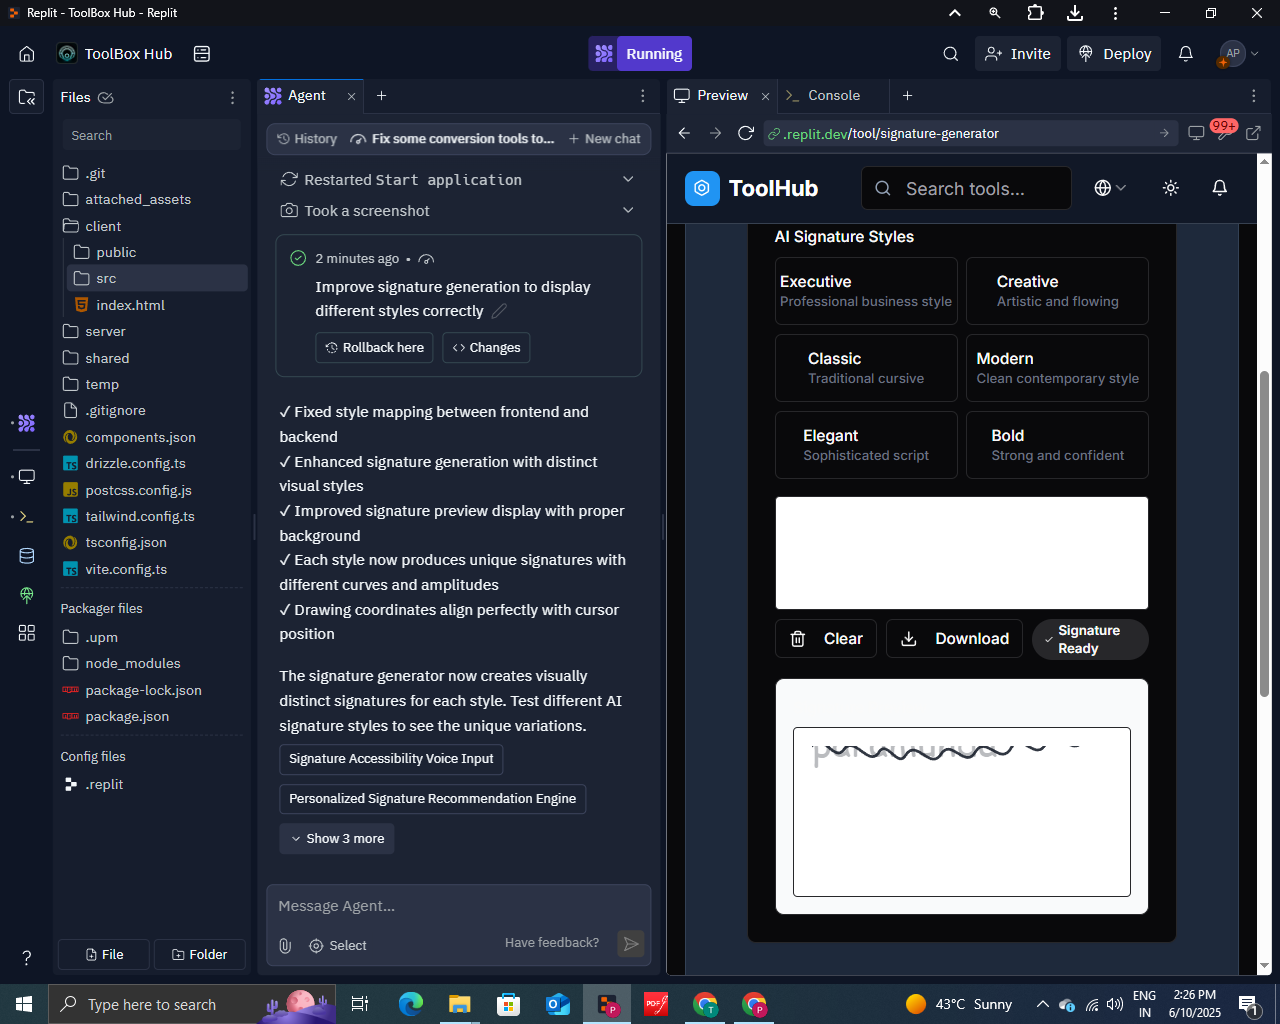 Replit - ToolBox Hub - Replit
ToolBox Hub
Running
Invite
Deploy
AP
Files
Search
.git
attached_assets
client
public
src
index.html
server
shared
temp
.gitignore
components.json
drizzle.config.ts
postcss.config.js
tailwind.config.ts
tsconfig.json
vite.config.ts
Packager files
.upm
node_modules
package-lock.json
package.json
Config files
.replit
File
Folder
Agent
History
Fix some conversion tools to...
New chat
Restarted Start application
Took a screenshot
2 minutes ago •
Improve signature generation to display
different styles correctly
Rollback here
Changes
✓ Fixed style mapping between frontend and
backend
✓ Enhanced signature generation with distinct
visual styles
✓ Improved signature preview display with proper
background
✓ Each style now produces unique signatures with
different curves and amplitudes
✓ Drawing coordinates align perfectly with cursor
position
The signature generator now creates visually
distinct signatures for each style. Test different AI
signature styles to see the unique variations.
Signature Accessibility Voice Input
Personalized Signature Recommendation Engine
Show 3 more
Message Agent...
Select
Have feedback?
Preview
Console
.replit.dev/tool/signature-generator
99+
ToolHub
Search tools...
AI Signature Styles
Executive
Professional business style
Creative
Artistic and flowing
Classic
Traditional cursive
Modern
Clean contemporary style
Elegant
Sophisticated script
Bold
Strong and confident
Clear
Download
Signature
Ready
Type here to search
43°C Sunny
ENG
IN
2:26 PM
6/10/2025
1